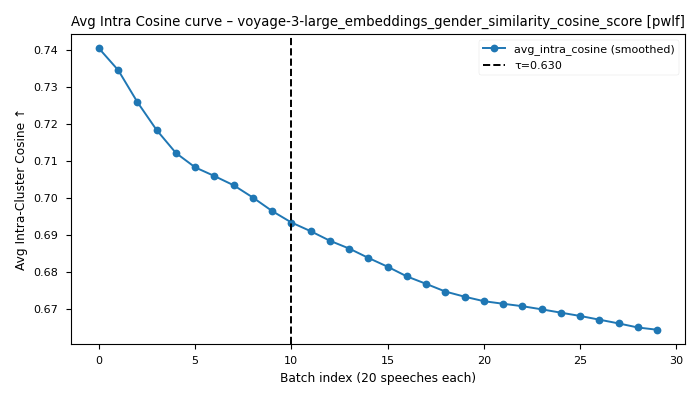 Avg Intra Cosine curve – voyage-3-large_embeddings_gender_similarity_cosine_score [pwlf]
avg_intra_cosine (smoothed)
τ=0.630
Avg Intra-Cluster Cosine ↑
0.74
0.73
0.72
0.71
0.70
0.69
0.68
0.67
0 5 10 15 20 25 30
Batch index (20 speeches each)